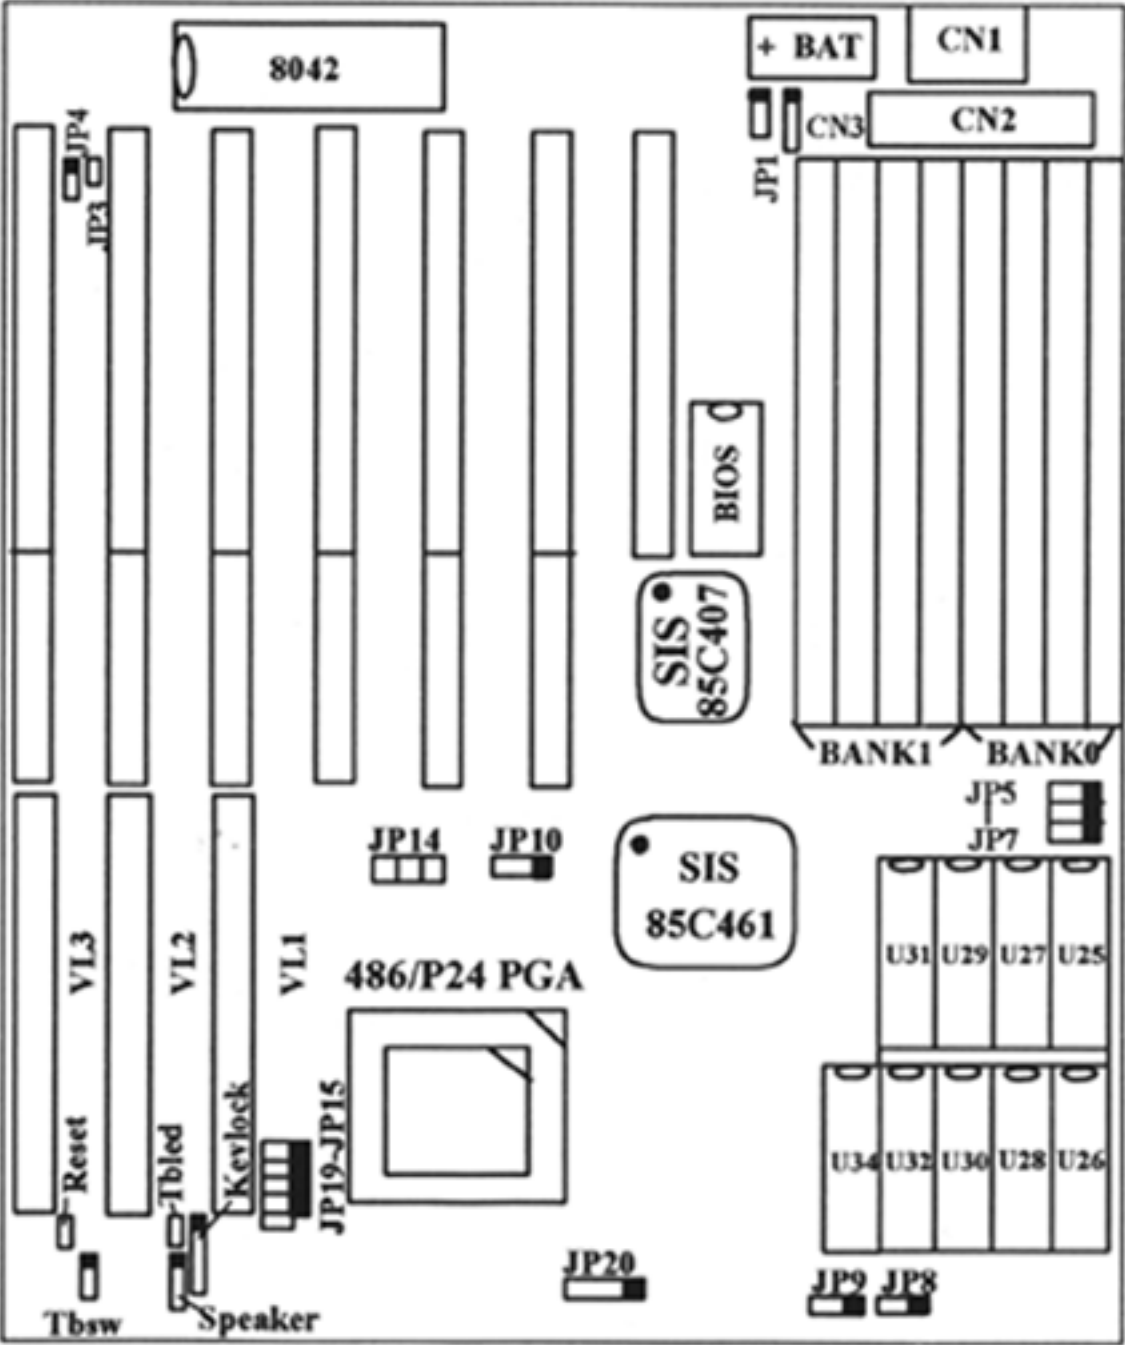 8042
+ BAT
CN1
CN2
CN3
JP4
JP3
JP1
BIOS
SIS
85C407
BANK1
BANK0
JP5
JP7
JP14
JP10
SIS
85C461
VL3
VL2
VL1
486/P24 PGA
U31
U29
U27
U25
U34
U32
U30
U28
U26
Reset
Tbled
Kevlock
JP19-JP15
JP20
JP9
JP8
Tbsw
Speaker